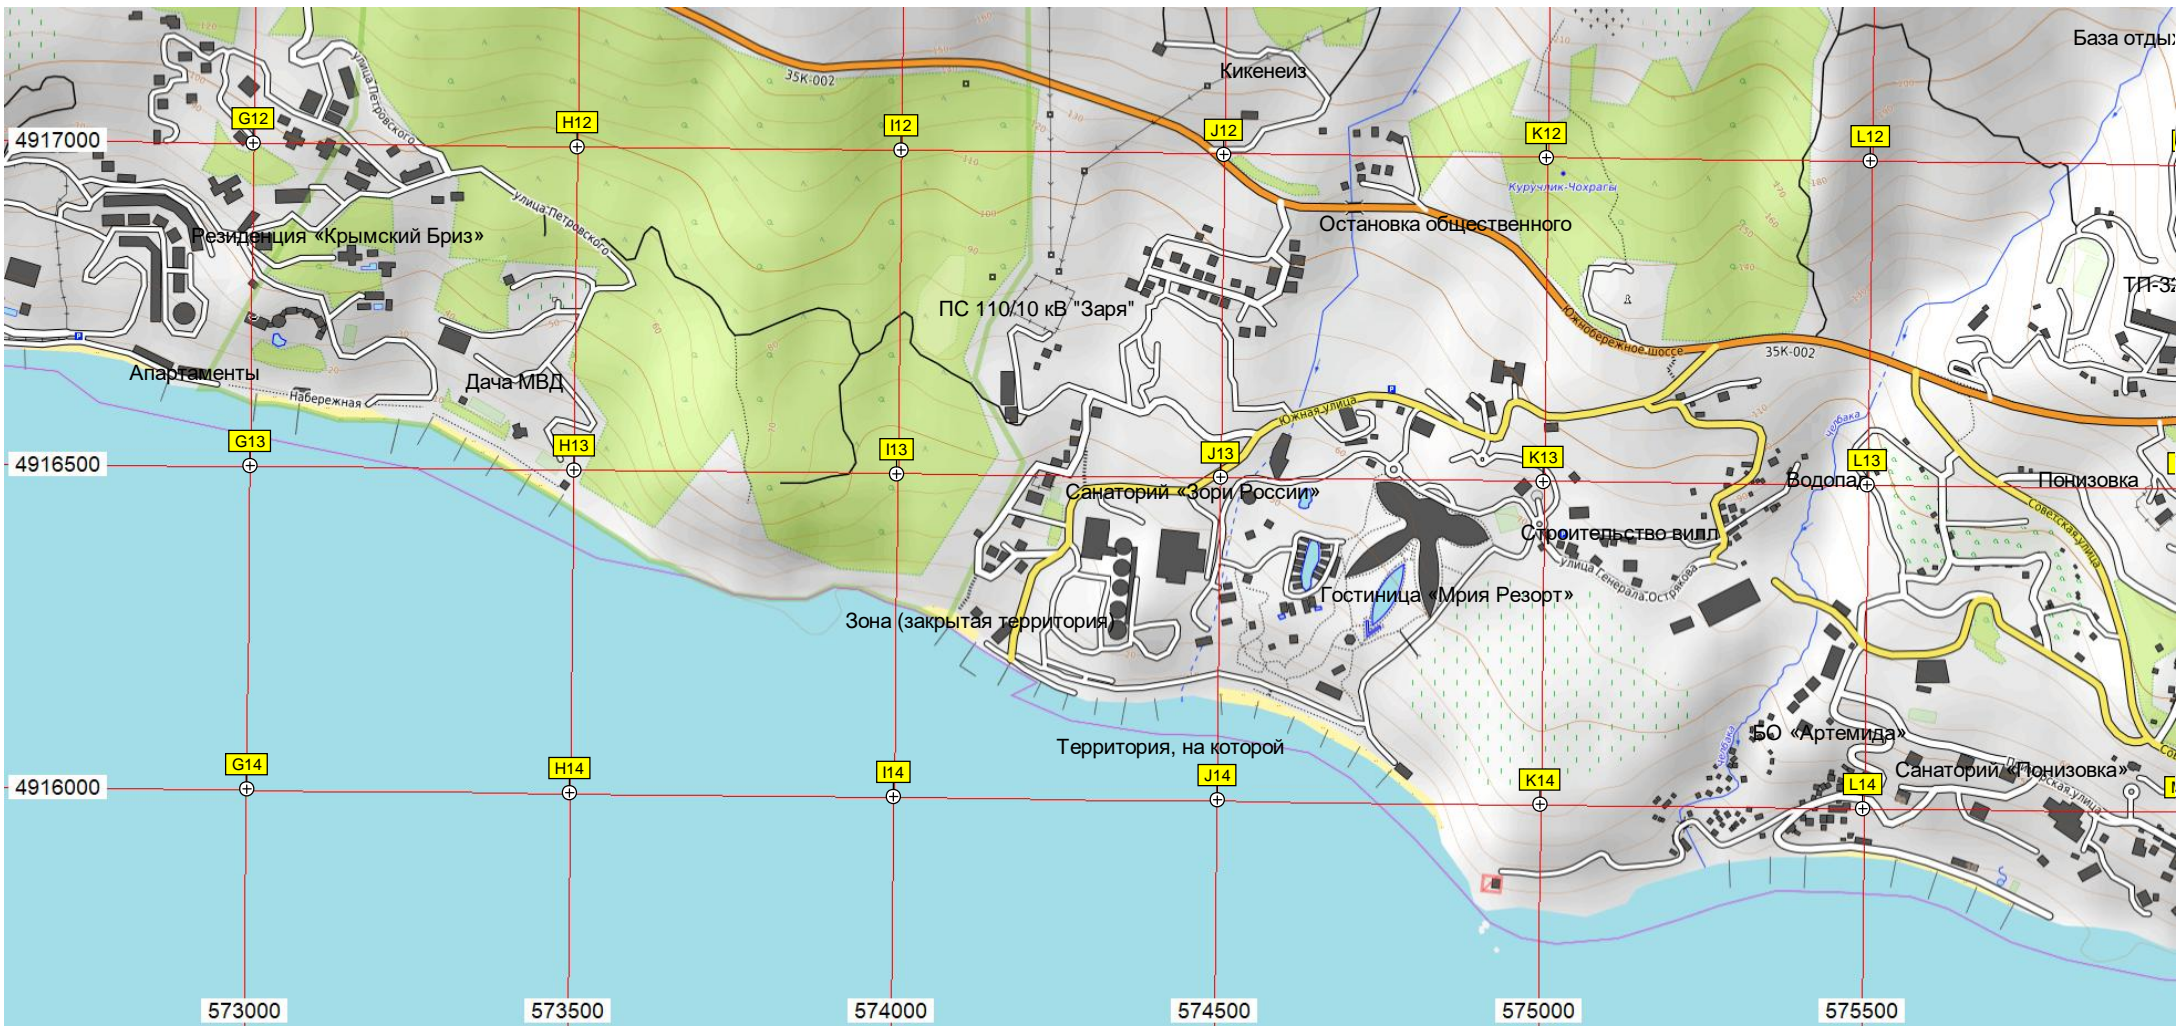 База отды
Кикенеиз
улица Петровского
35К-002
G12
H12
I12
J12
K12
L12
4917000
Куручлик-Чохрагы
улица Петровского
Остановка общественного
Резиденция «Крымский Бриз»
ТП-32
ПС 110/10 кВ "Заря"
Южнобережное шоссе
35К-002
Апартаменты
Дача МВД
Набережная
Южная улица
Челбака
G13
H13
I13
J13
K13
L13
4916500
Санаторий «Зори России»
Водопад
Понизовка
Советская улица
Строительство вилл
улица Генерала Острякова
Гостиница «Мрия Резорт»
Зона (закрытая территория)
Территория, на которой
Челбака
БО «Артемида»
Санаторий «Понизовка»
G14
H14
I14
J14
K14
L14
4916000
573000
573500
574000
574500
575000
575500